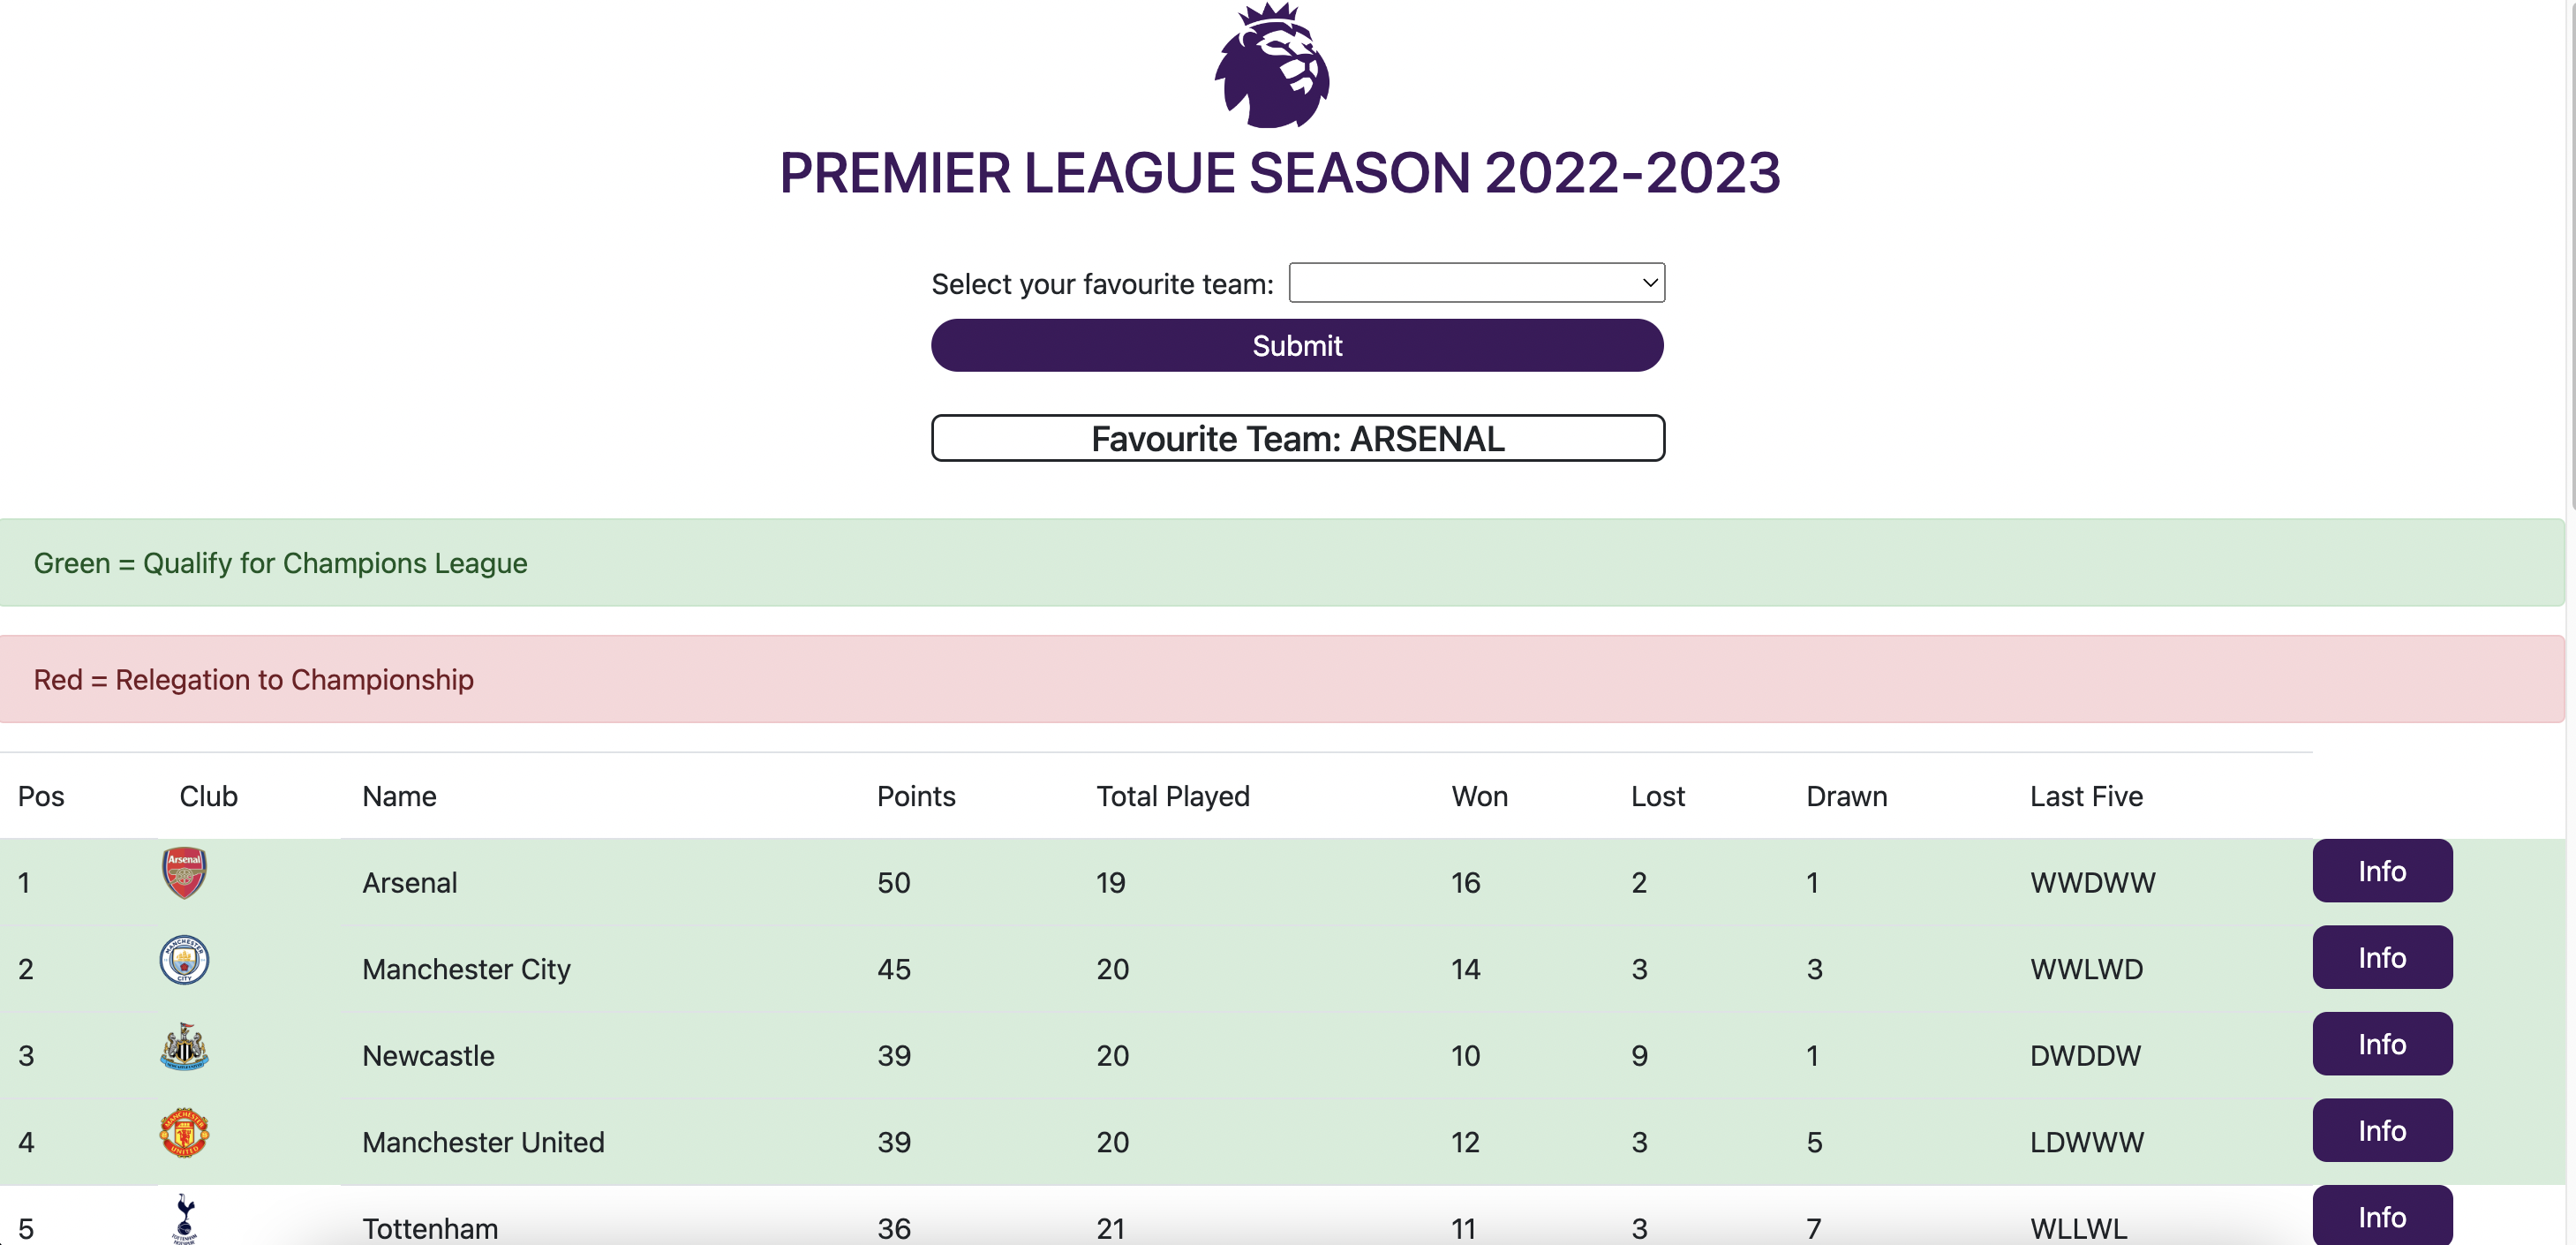 PREMIER LEAGUE SEASON 2022-2023
Select your favourite team:
Submit
Favourite Team: ARSENAL
Green = Qualify for Champions League
Red = Relegation to Championship
Pos Club Name Points Total Played Won Lost Drawn Last Five
1 Arsenal Arsenal 50 19 16 2 1 WWDWW Info
2 MANCHESTER CITY Manchester City 45 20 14 3 3 WWLWD Info
3 Newcastle 39 20 10 9 1 DWDDW Info
4 MANCHESTER UNITED Manchester United 39 20 12 3 5 LDWWW Info
5 Tottenham 36 21 11 3 7 WLLWL Info